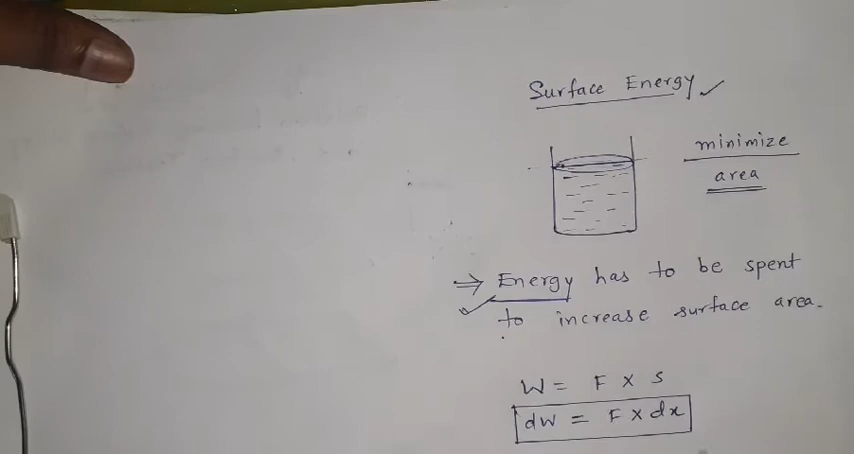 Surface Energy ✓
minimize
area
⇒ Energy has to be spent
to increase surface area.
W = F × s
dW = F × dx